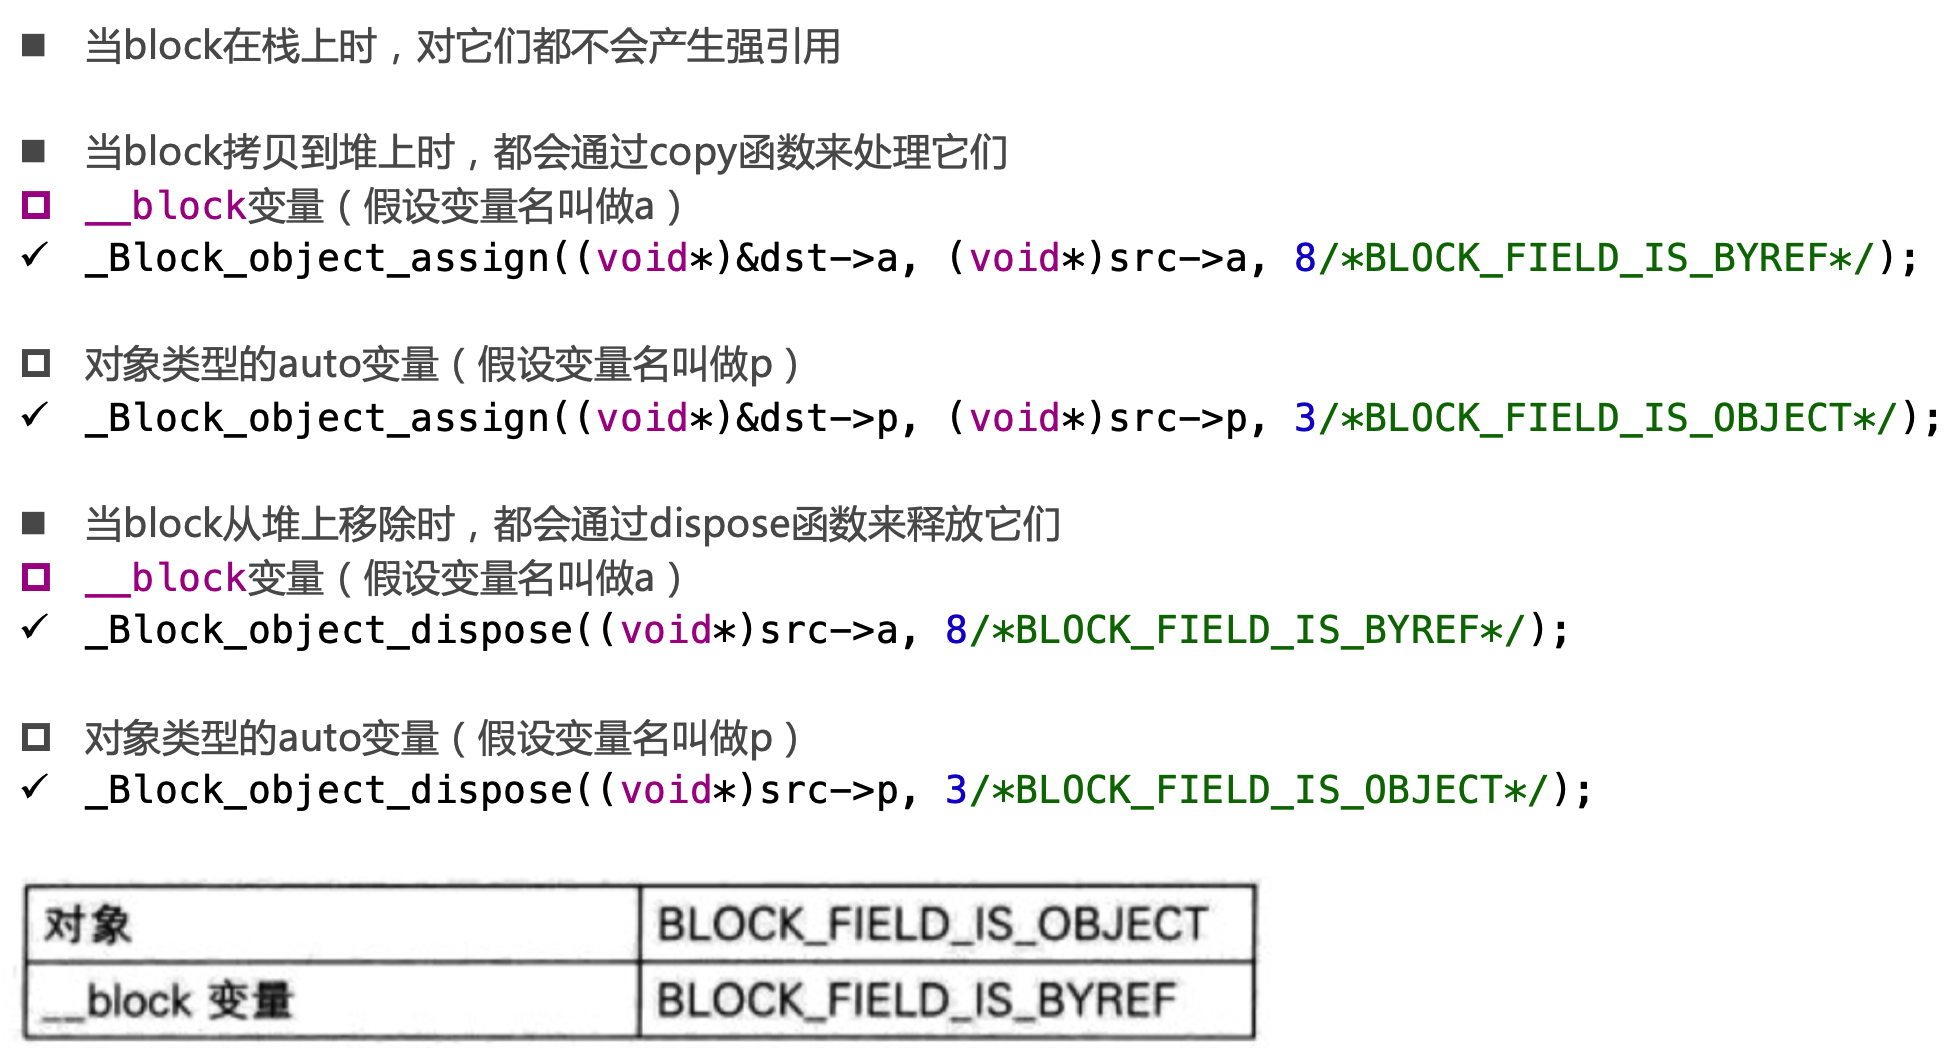 ■ 当block在栈上时，对它们都不会产生强引用
■ 当block拷贝到堆上时，都会通过copy函数来处理它们
□ __block变量（假设变量名叫做a）
✓ _Block_object_assign((void*)&dst->a, (void*)src->a, 8/*BLOCK_FIELD_IS_BYREF*/);
□ 对象类型的auto变量（假设变量名叫做p）
✓ _Block_object_assign((void*)&dst->p, (void*)src->p, 3/*BLOCK_FIELD_IS_OBJECT*/);
■ 当block从堆上移除时，都会通过dispose函数来释放它们
□ __block变量（假设变量名叫做a）
✓ _Block_object_dispose((void*)src->a, 8/*BLOCK_FIELD_IS_BYREF*/);
□ 对象类型的auto变量（假设变量名叫做p）
✓ _Block_object_dispose((void*)src->p, 3/*BLOCK_FIELD_IS_OBJECT*/);
对象 BLOCK_FIELD_IS_OBJECT
__block 变量 BLOCK_FIELD_IS_BYREF